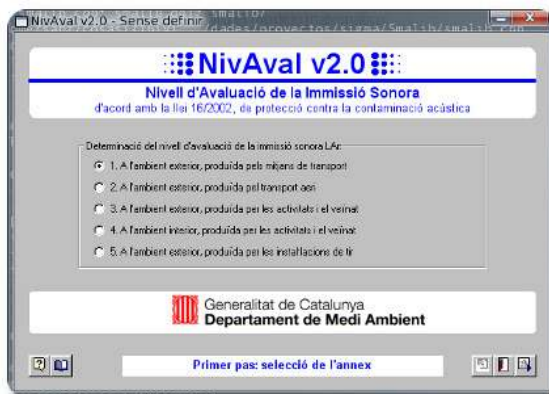 NivAval v2.0 - Sense definir
NivAval v2.0
Nivell d'Avaluació de la Immissió Sonora
d'acord amb la llei 16/2002, de protecció contra la contaminació acústica
Determinació del nivell d'avaluació de la immissió sonora LAr:
1. A l'ambient exterior, produïda pels mitjans de transport
2. A l'ambient exterior, produïda pel transport aeri
3. A l'ambient exterior, produïda per les activitats i el veïnat
4. A l'ambient interior, produïda per les activitats i el veïnat
5. A l'ambient exterior, produïda per les instal·lacions de tir
Generalitat de Catalunya
Departament de Medi Ambient
Primer pas: selecció de l'annex